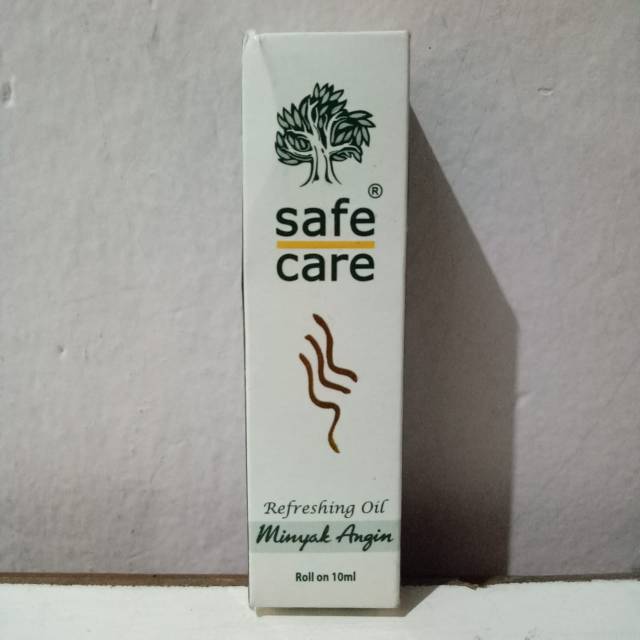 ®
safe
care
Refreshing Oil
Minyak Angin
Roll on 10ml